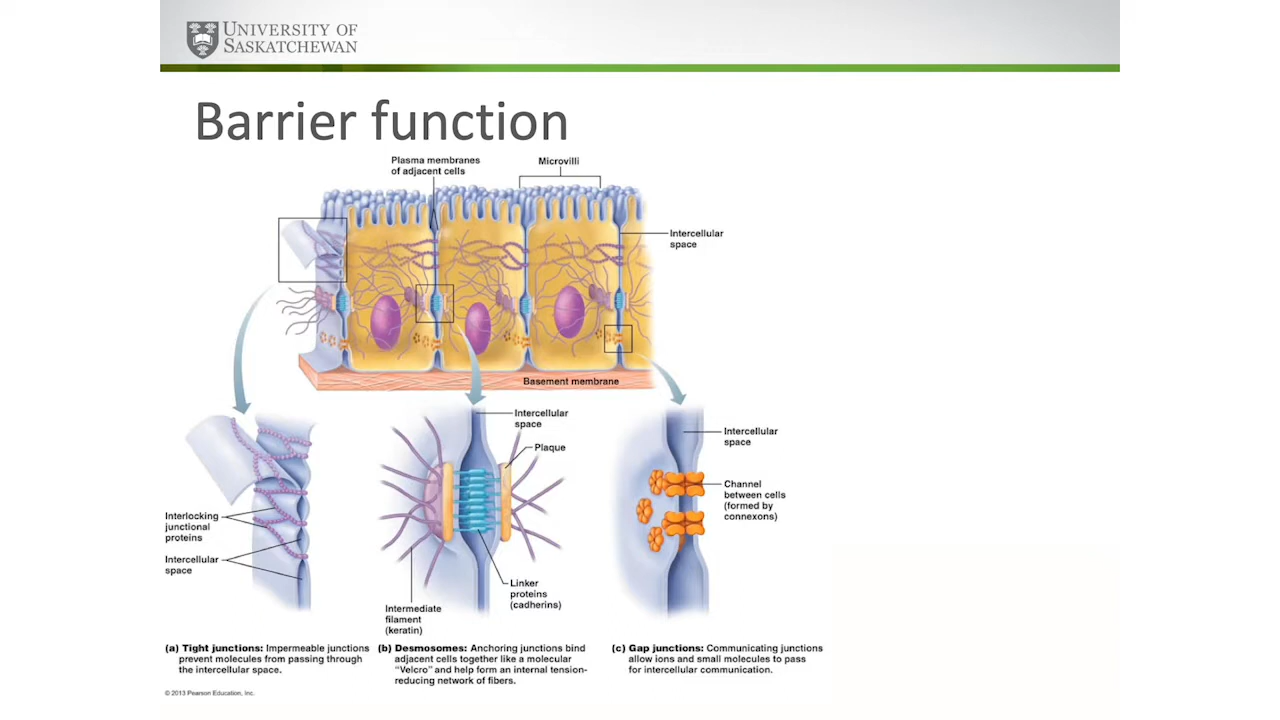 UNIVERSITY OF
SASKATCHEWAN
Barrier function
Plasma membranes
of adjacent cells
Microvilli
Intercellular
space
Basement membrane
Interlocking
junctional
proteins
Intercellular
space
Intercellular
space
Plaque
Linker
proteins
(cadherins)
Intermediate
filament
(keratin)
Intercellular
space
Channel
between cells
(formed by
connexons)
(a) Tight junctions: Impermeable junctions
prevent molecules from passing through
the intercellular space.
(b) Desmosomes: Anchoring junctions bind
adjacent cells together like a molecular
“Velcro” and help form an internal tension-
reducing network of fibers.
(c) Gap junctions: Communicating junctions
allow ions and small molecules to pass
for intercellular communication.
© 2013 Pearson Education, Inc.